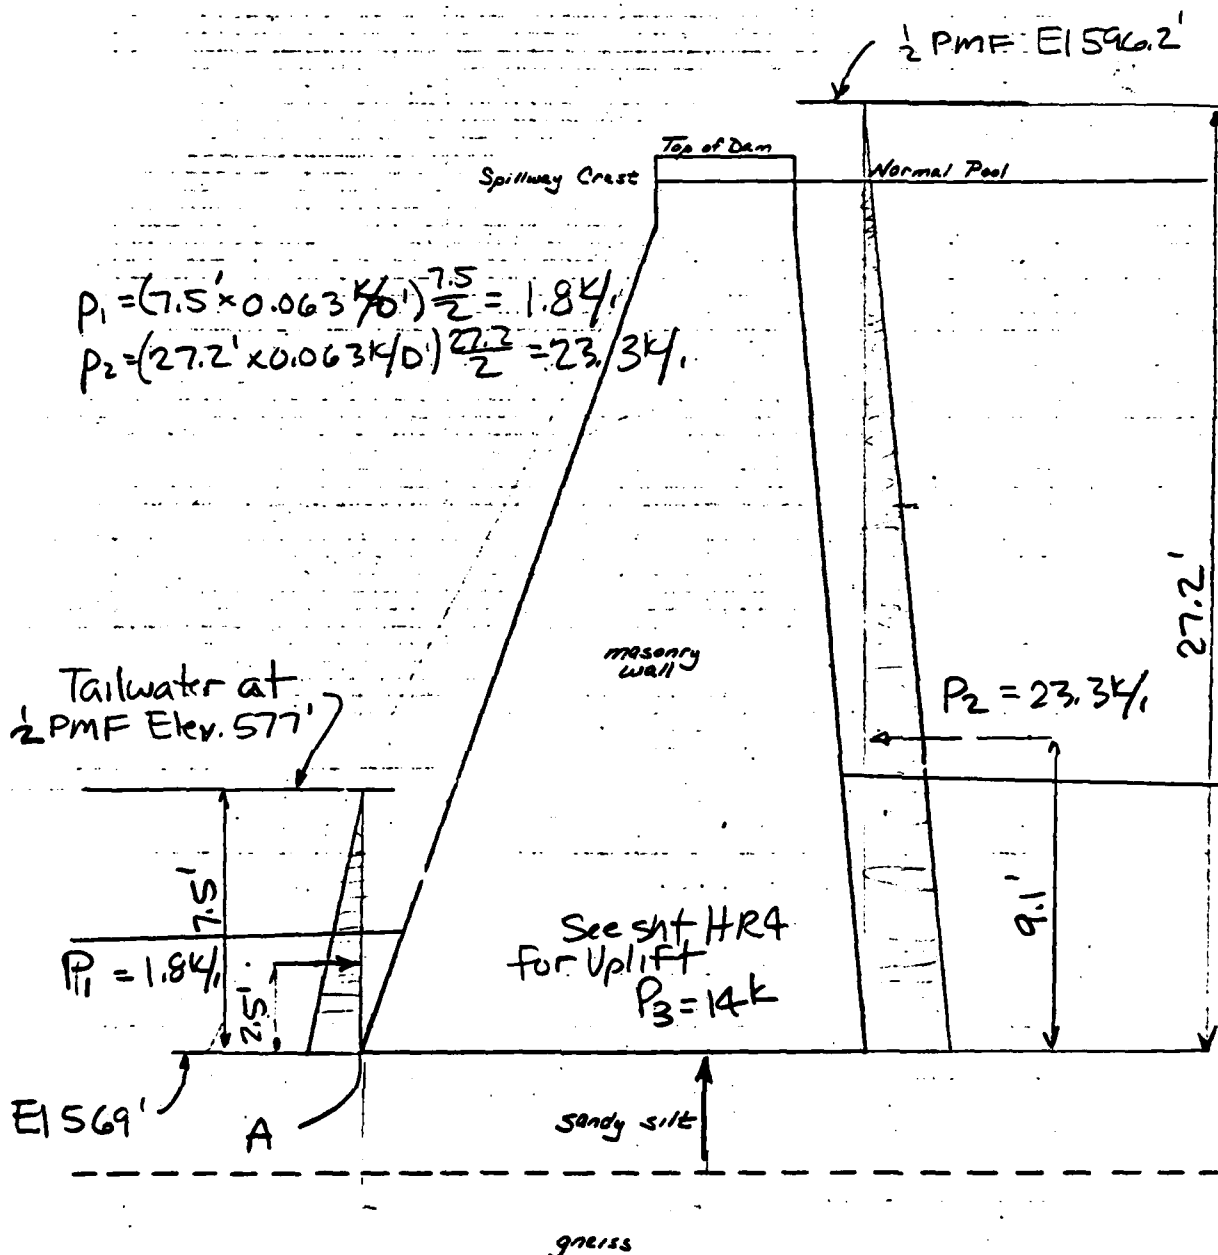 ½ PMF El 596.2'
Top of Dam
Spillway Crest
Normal Pool
P₁ = (7.5' × 0.063 K/□') 7.5/2 = 1.8 K/'
P₂ = (27.2' × 0.063 K/□') 27.2/2 = 23.3 K/'
27.2'
masonry
wall
Tailwater at
½ PMF Elev. 577'
P₂ = 23.3 K/'
7.5'
9.1'
See sht HR4
for Uplift
P₃ = 14 K
P₁ = 1.8 K/'
2.5'
El 569'
A
sandy silt
gneiss